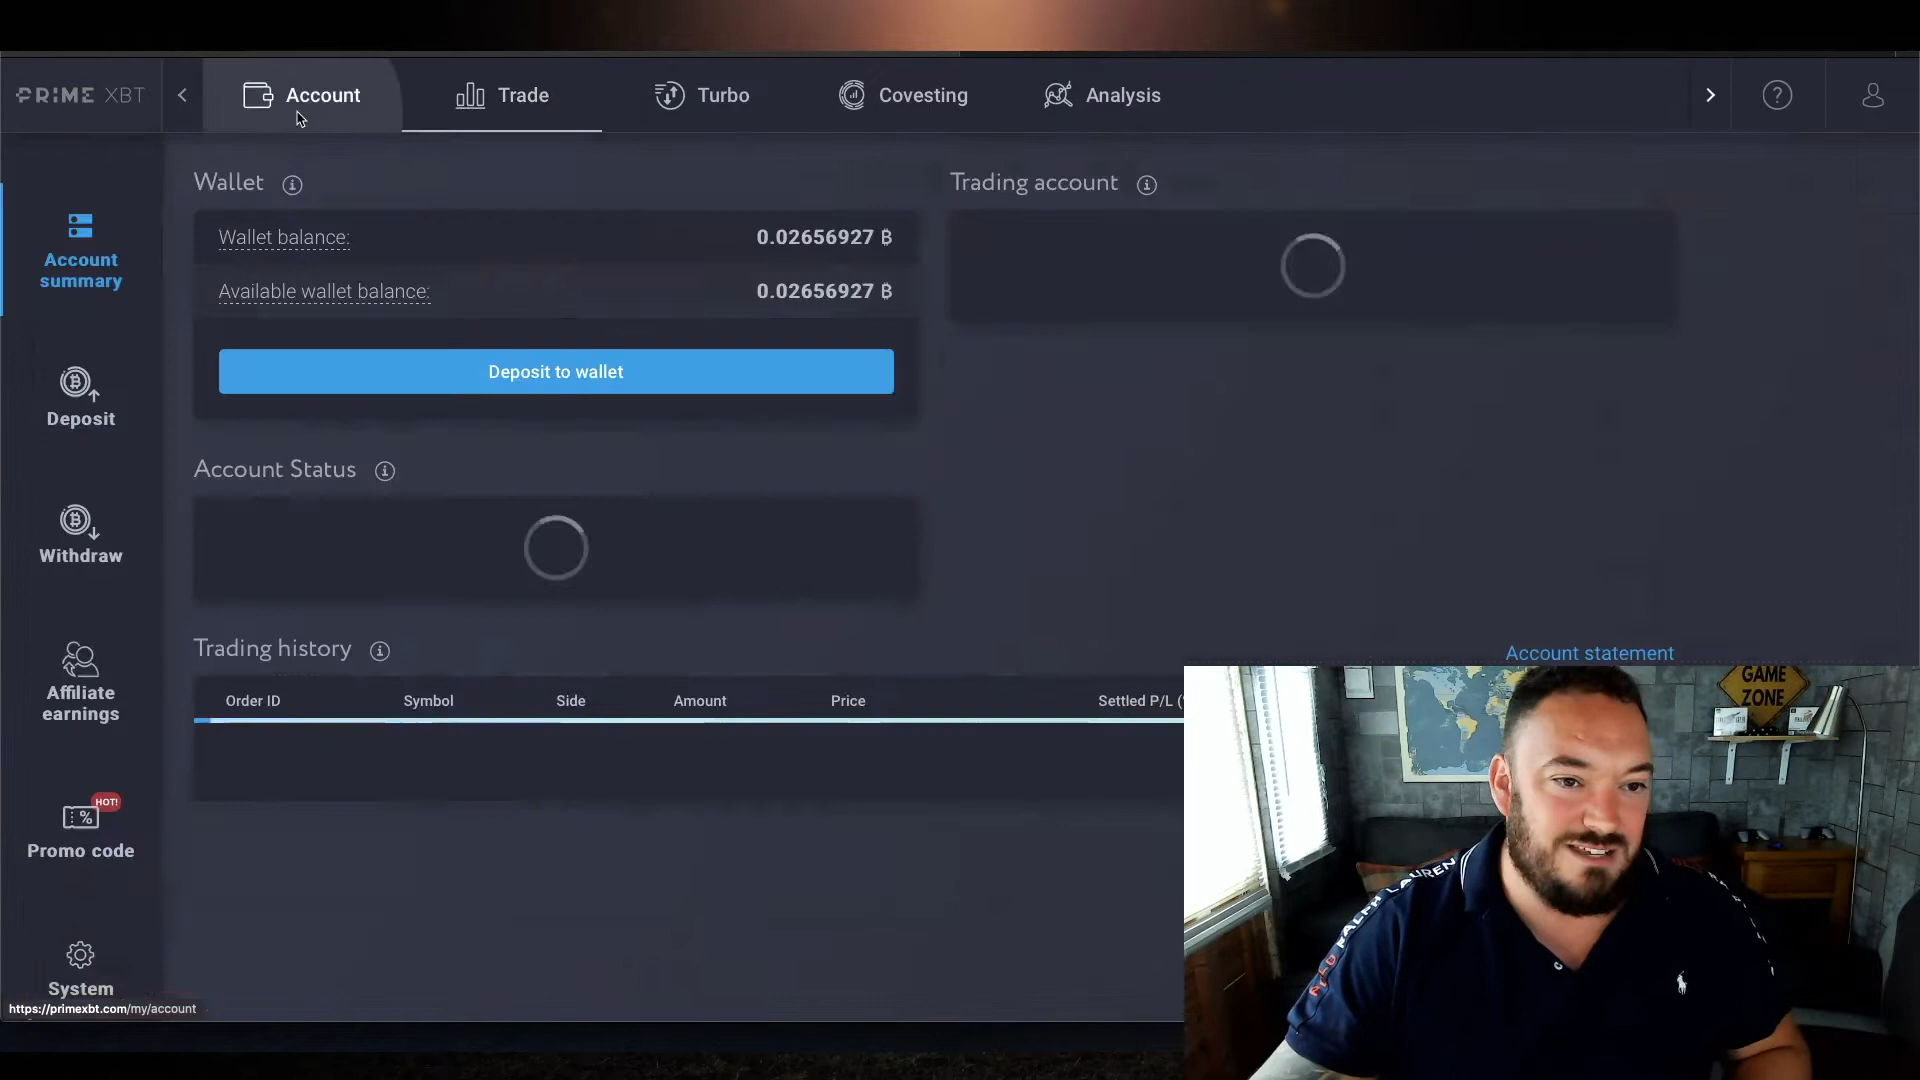 PRIME XBT
Account
Trade
Turbo
Covesting
Analysis
?
Wallet
Trading account
Wallet balance:
0.02656927 ₿
Available wallet balance:
0.02656927 ₿
Deposit to wallet
Account
summary
Deposit
Withdraw
Affiliate
earnings
HOT!
Promo code
System
Account Status
Trading history
Account statement
Order ID
Symbol
Side
Amount
Price
Settled P/L (
https://primexbt.com/my/account
GAME
ZONE
RALPH LAUREN